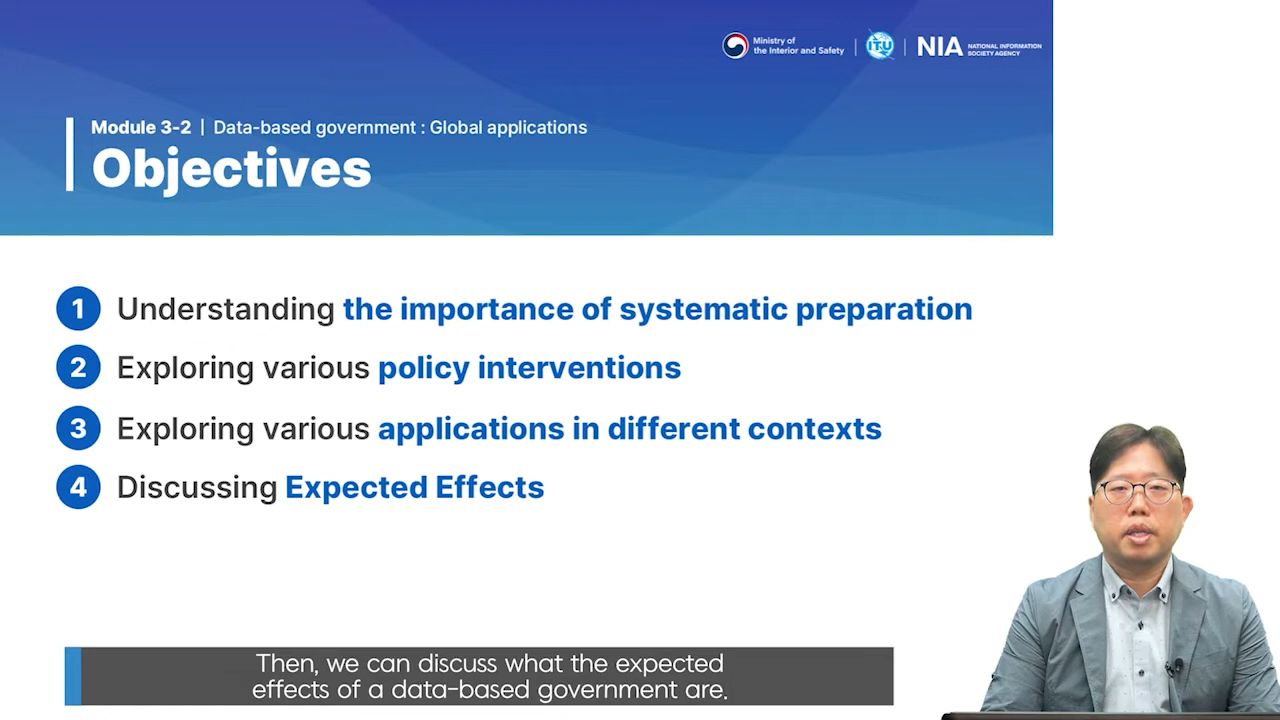 Ministry of
the Interior and Safety
ITU
NIA NATIONAL INFORMATION
SOCIETY AGENCY
Module 3-2 | Data-based government : Global applications
Objectives
1 Understanding the importance of systematic preparation
2 Exploring various policy interventions
3 Exploring various applications in different contexts
4 Discussing Expected Effects
Then, we can discuss what the expected
effects of a data-based government are.